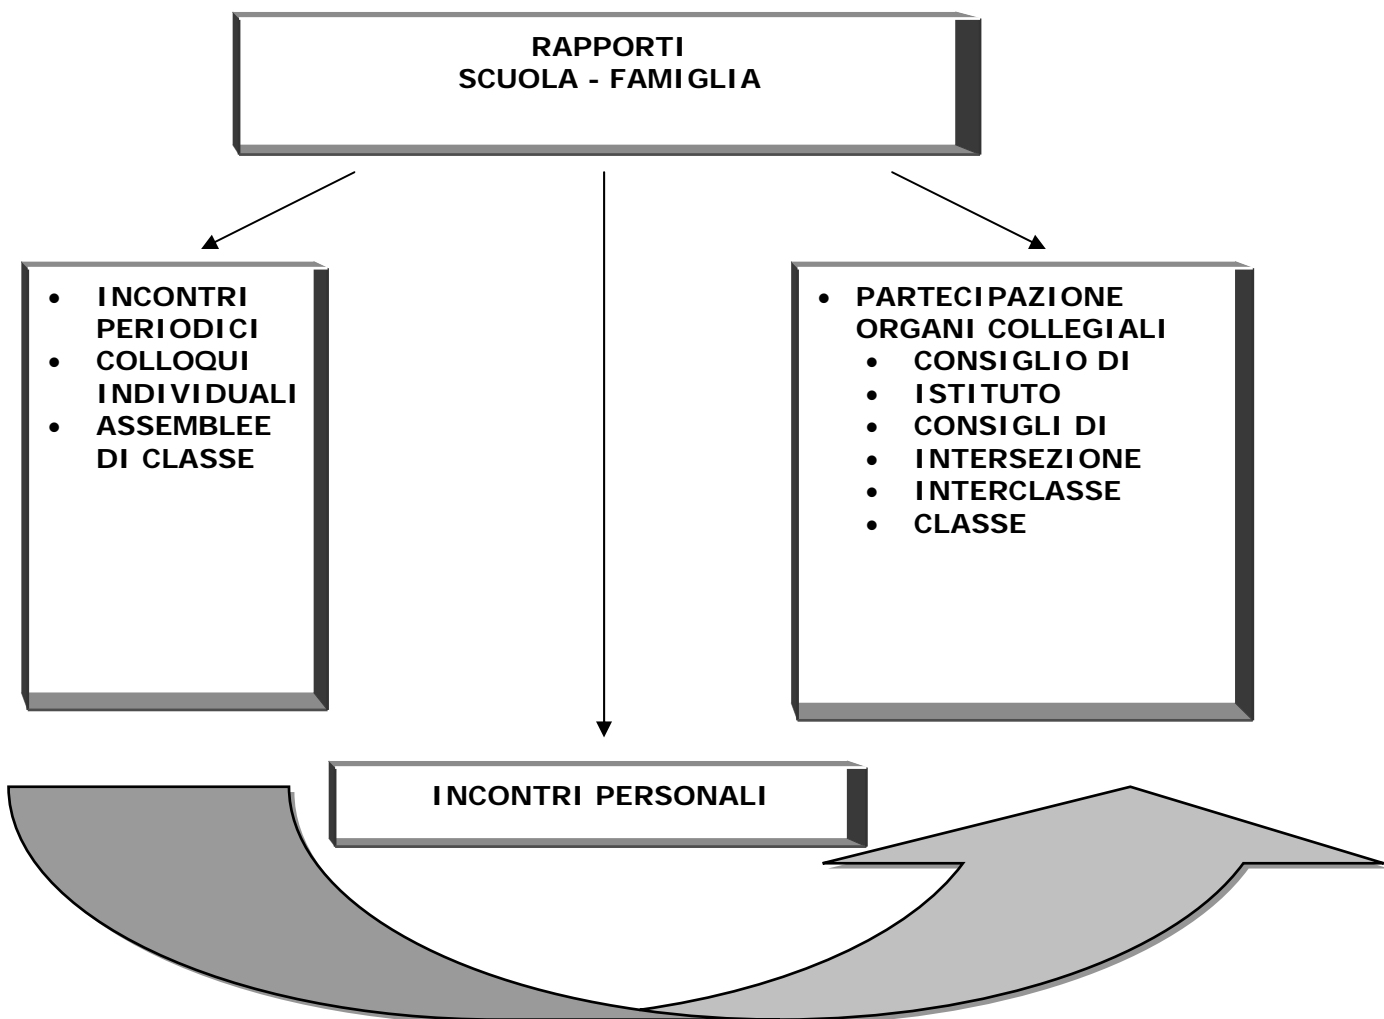 RAPPORTI
SCUOLA - FAMIGLIA
• INCONTRI
PERIODICI
• COLLOQUI
INDIVIDUALI
• ASSEMBLEE
DI CLASSE
• PARTECIPAZIONE
ORGANI COLLEGIALI
• CONSIGLIO DI
• ISTITUTO
• CONSIGLI DI
• INTERSEZIONE
• INTERCLASSE
• CLASSE
INCONTRI PERSONALI